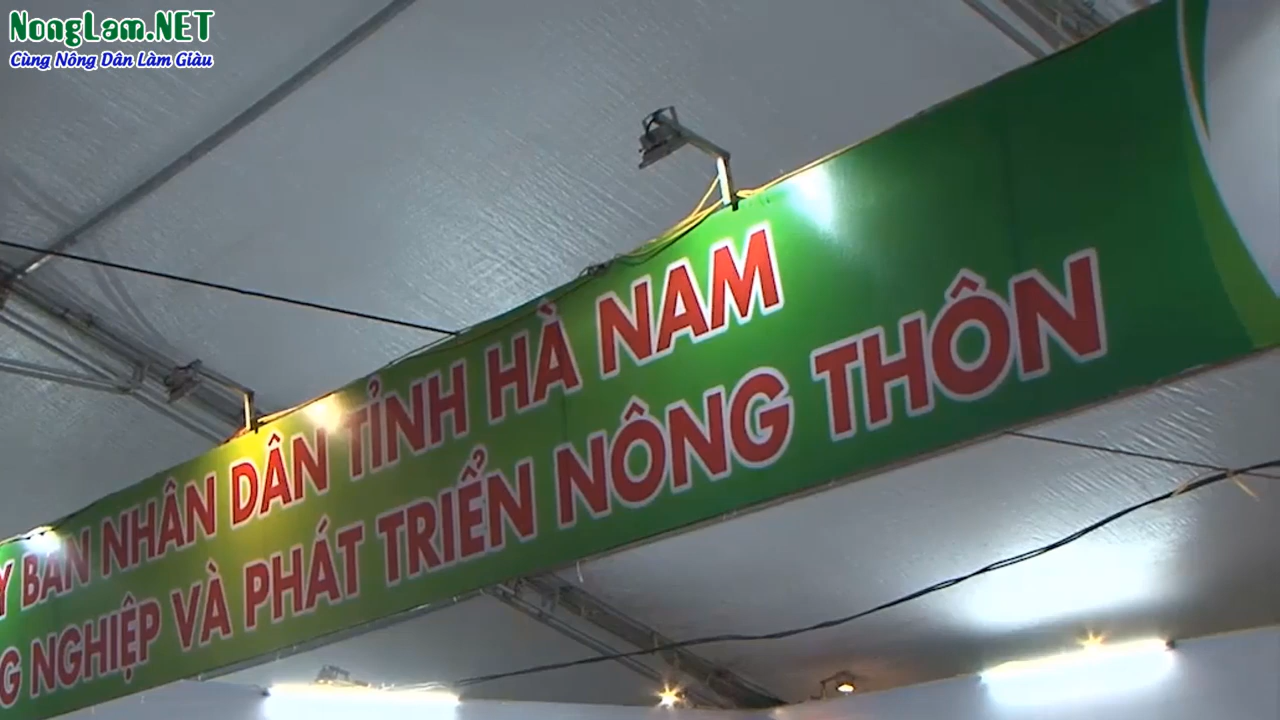 NongLam.NET
Cùng Nông Dân Làm Giàu
BAN NHÂN DÂN TỈNH HÀ NAM
NGHIỆP VÀ PHÁT TRIỂN NÔNG THÔN